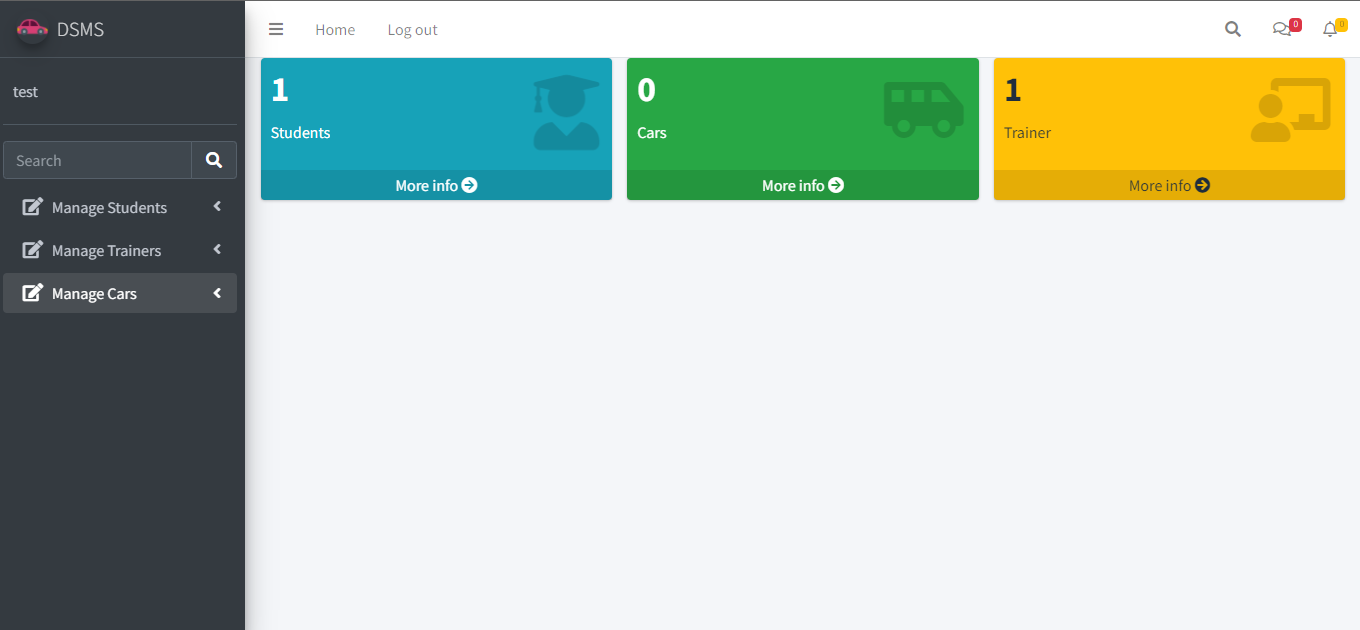 DSMS
Home
Log out
0
0
test
Search
Manage Students
Manage Trainers
Manage Cars
1
Students
More info
0
Cars
More info
1
Trainer
More info